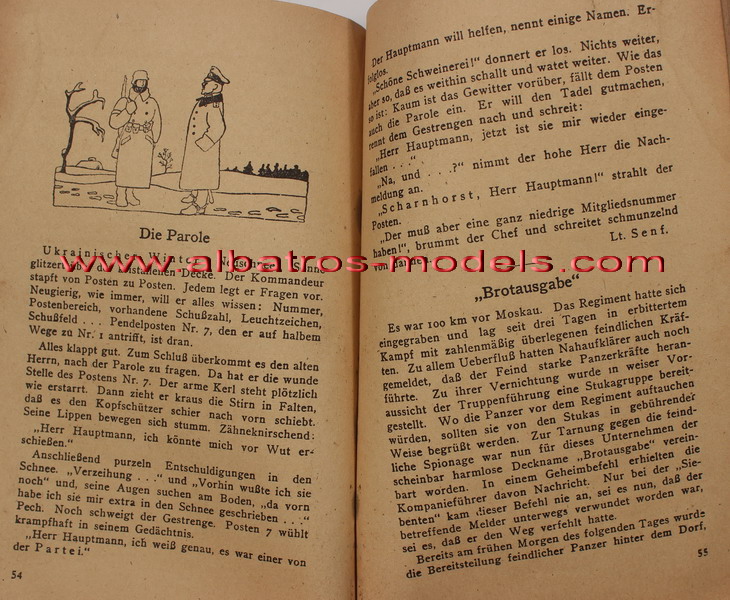 Die Parole
Ukrainischer Winter. Neuschnee. Sonne
glitzert über kristallener Decke. Der Kommandeur
stapft von Posten zu Posten. Jedem legt er Fragen vor.
Neugierig, wie immer, will er alles wissen: Nummer,
Postenbereich, vorhandene Schußzahl, Leuchtzeichen,
Schußfeld . . . Pendelposten Nr. 7, den er auf halbem
Wege zu Nr. 1 antrifft, ist dran.
Alles klappt gut. Zum Schluß überkommt es den alten
Herrn, nach der Parole zu fragen. Da hat er die wunde
Stelle des Postens Nr. 7. Der arme Kerl steht plötzlich
wie erstarrt. Dann zieht er kraus die Stirn in Falten,
daß es den Kopfschützer schier nach vorn schiebt.
Seine Lippen bewegen sich stumm. Zähneknirschend:
„Herr Hauptmann, ich könnte mich vor Wut er-
schießen.“
Anschließend purzeln Entschuldigungen in den
Schnee. „Verzeihung . . .“ und „Vorhin wußte ich sie
noch“ und, seine Augen suchen am Boden, „da vorn
habe ich sie mir extra in den Schnee geschrieben . . .“
Pech. Noch schweigt der Gestrenge. Posten 7 wühlt
krampfhaft in seinem Gedächtnis.
„Herr Hauptmann, ich weiß genau, es war einer von
der Partei.“
54
Der Hauptmann will helfen, nennt einige Namen. Er-
folglos.
„Schöne Schweinerei!“ donnert er los. Nichts weiter,
aber so, daß es weithin schallt und watet weiter. Wie das
so ist: Kaum ist das Gewitter vorüber, fällt dem Posten
auch die Parole ein. Er will den Tadel gutmachen,
rennt dem Gestrengen nach und schreit:
„Herr Hauptmann, jetzt ist sie mir wieder einge-
fallen . . .“
„Na, und . . .?“ nimmt der hohe Herr die Nach-
meldung an.
„Scharnhorst, Herr Hauptmann!“ strahlt der
Posten.
„Der muß aber eine ganz niedrige Mitgliedsnummer
haben!“, brummt der Chef und schreitet schmunzelnd
von dannen.
Lt. Senf.
www.albatros-models.com
„Brotausgabe“
Es war 100 km vor Moskau. Das Regiment hatte sich
eingegraben und lag seit drei Tagen in erbittertem
Kampf mit zahlenmäßig überlegenen feindlichen Kräf-
ten. Zu allem Ueberfluß hatten Nahaufklärer auch noch
gemeldet, daß der Feind starke Panzerkräfte heran-
führte. Zu ihrer Vernichtung wurde in weiser Vor-
aussicht der Truppenführung eine Stukagruppe bereit-
gestellt. Wo die Panzer vor dem Regiment auftauchen
würden, sollten sie von den Stukas in gebührender
Weise begrüßt werden. Zur Tarnung gegen die feind-
liche Spionage war nun für dieses Unternehmen der
scheinbar harmlose Deckname „Brotausgabe“ verein-
bart worden. In einem Geheimbefehl erhielten die
Kompanieführer davon Nachricht. Nur bei der „Sie-
benten“ kam dieser Befehl nie an, sei es nun, daß der
betreffende Melder unterwegs verwundet worden war,
sei es, daß er den Weg verfehlt hatte.
Bereits am frühen Morgen des folgenden Tages wurde
die Bereitstellung feindlicher Panzer hinter dem Dorf,
55